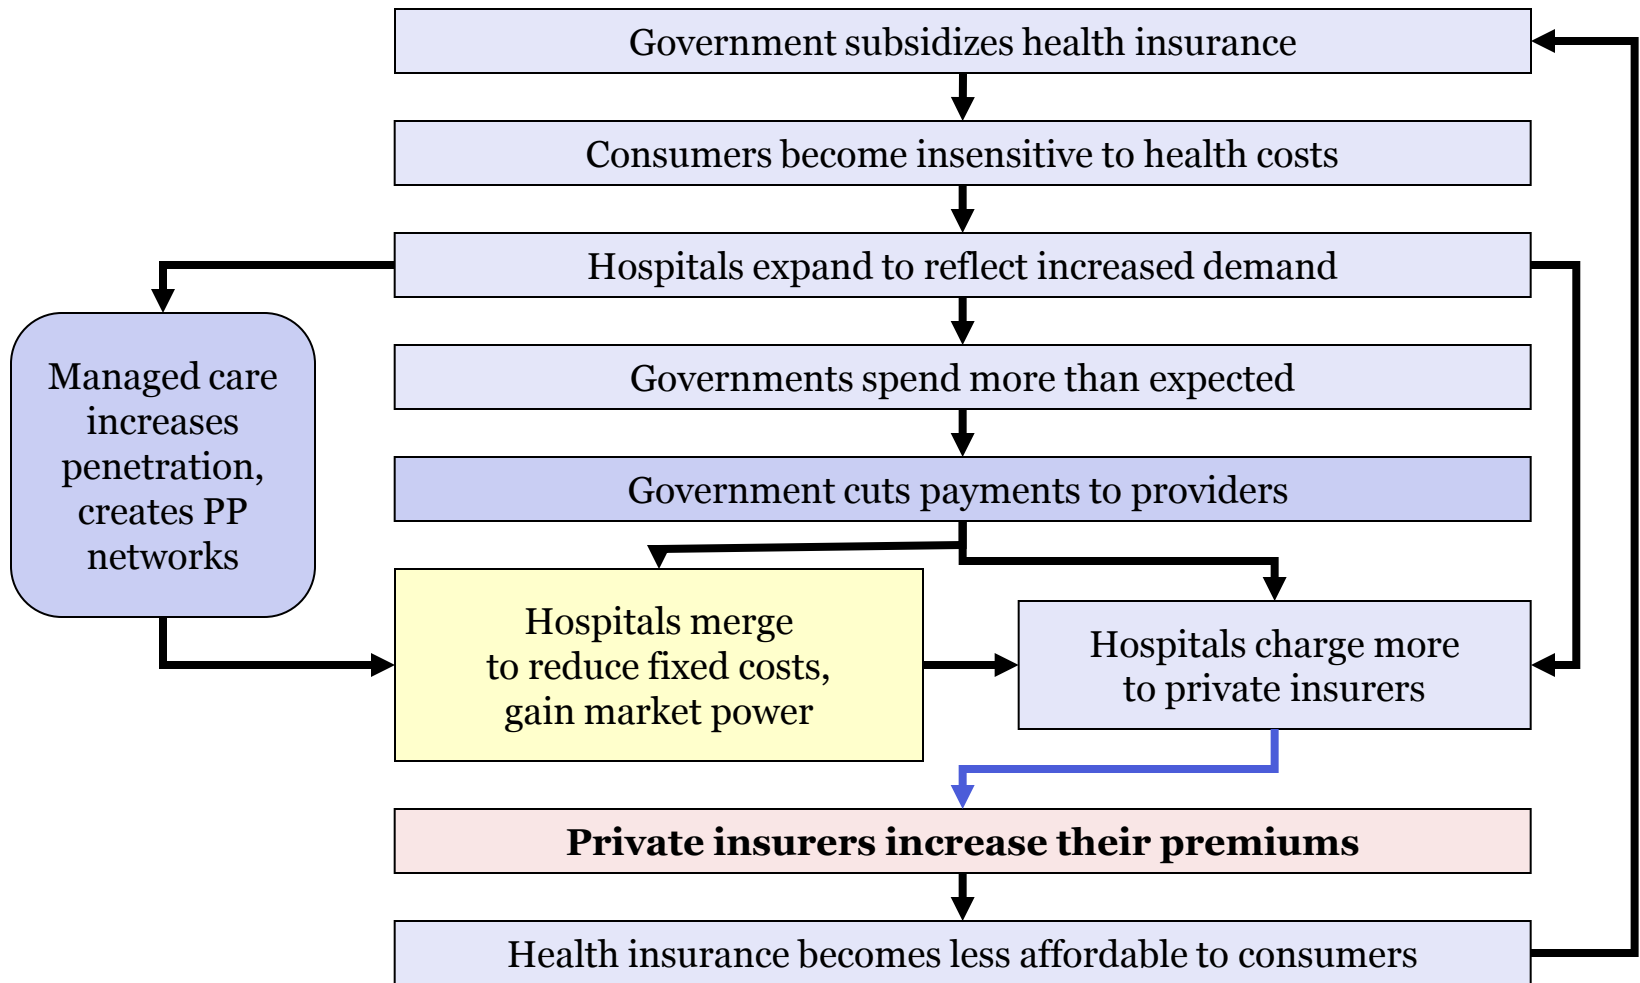 Government subsidizes health insurance
Consumers become insensitive to health costs
Hospitals expand to reflect increased demand
Managed care
increases
penetration,
creates PP
networks
Governments spend more than expected
Government cuts payments to providers
Hospitals merge
to reduce fixed costs,
gain market power
Hospitals charge more
to private insurers
Private insurers increase their premiums
Health insurance becomes less affordable to consumers